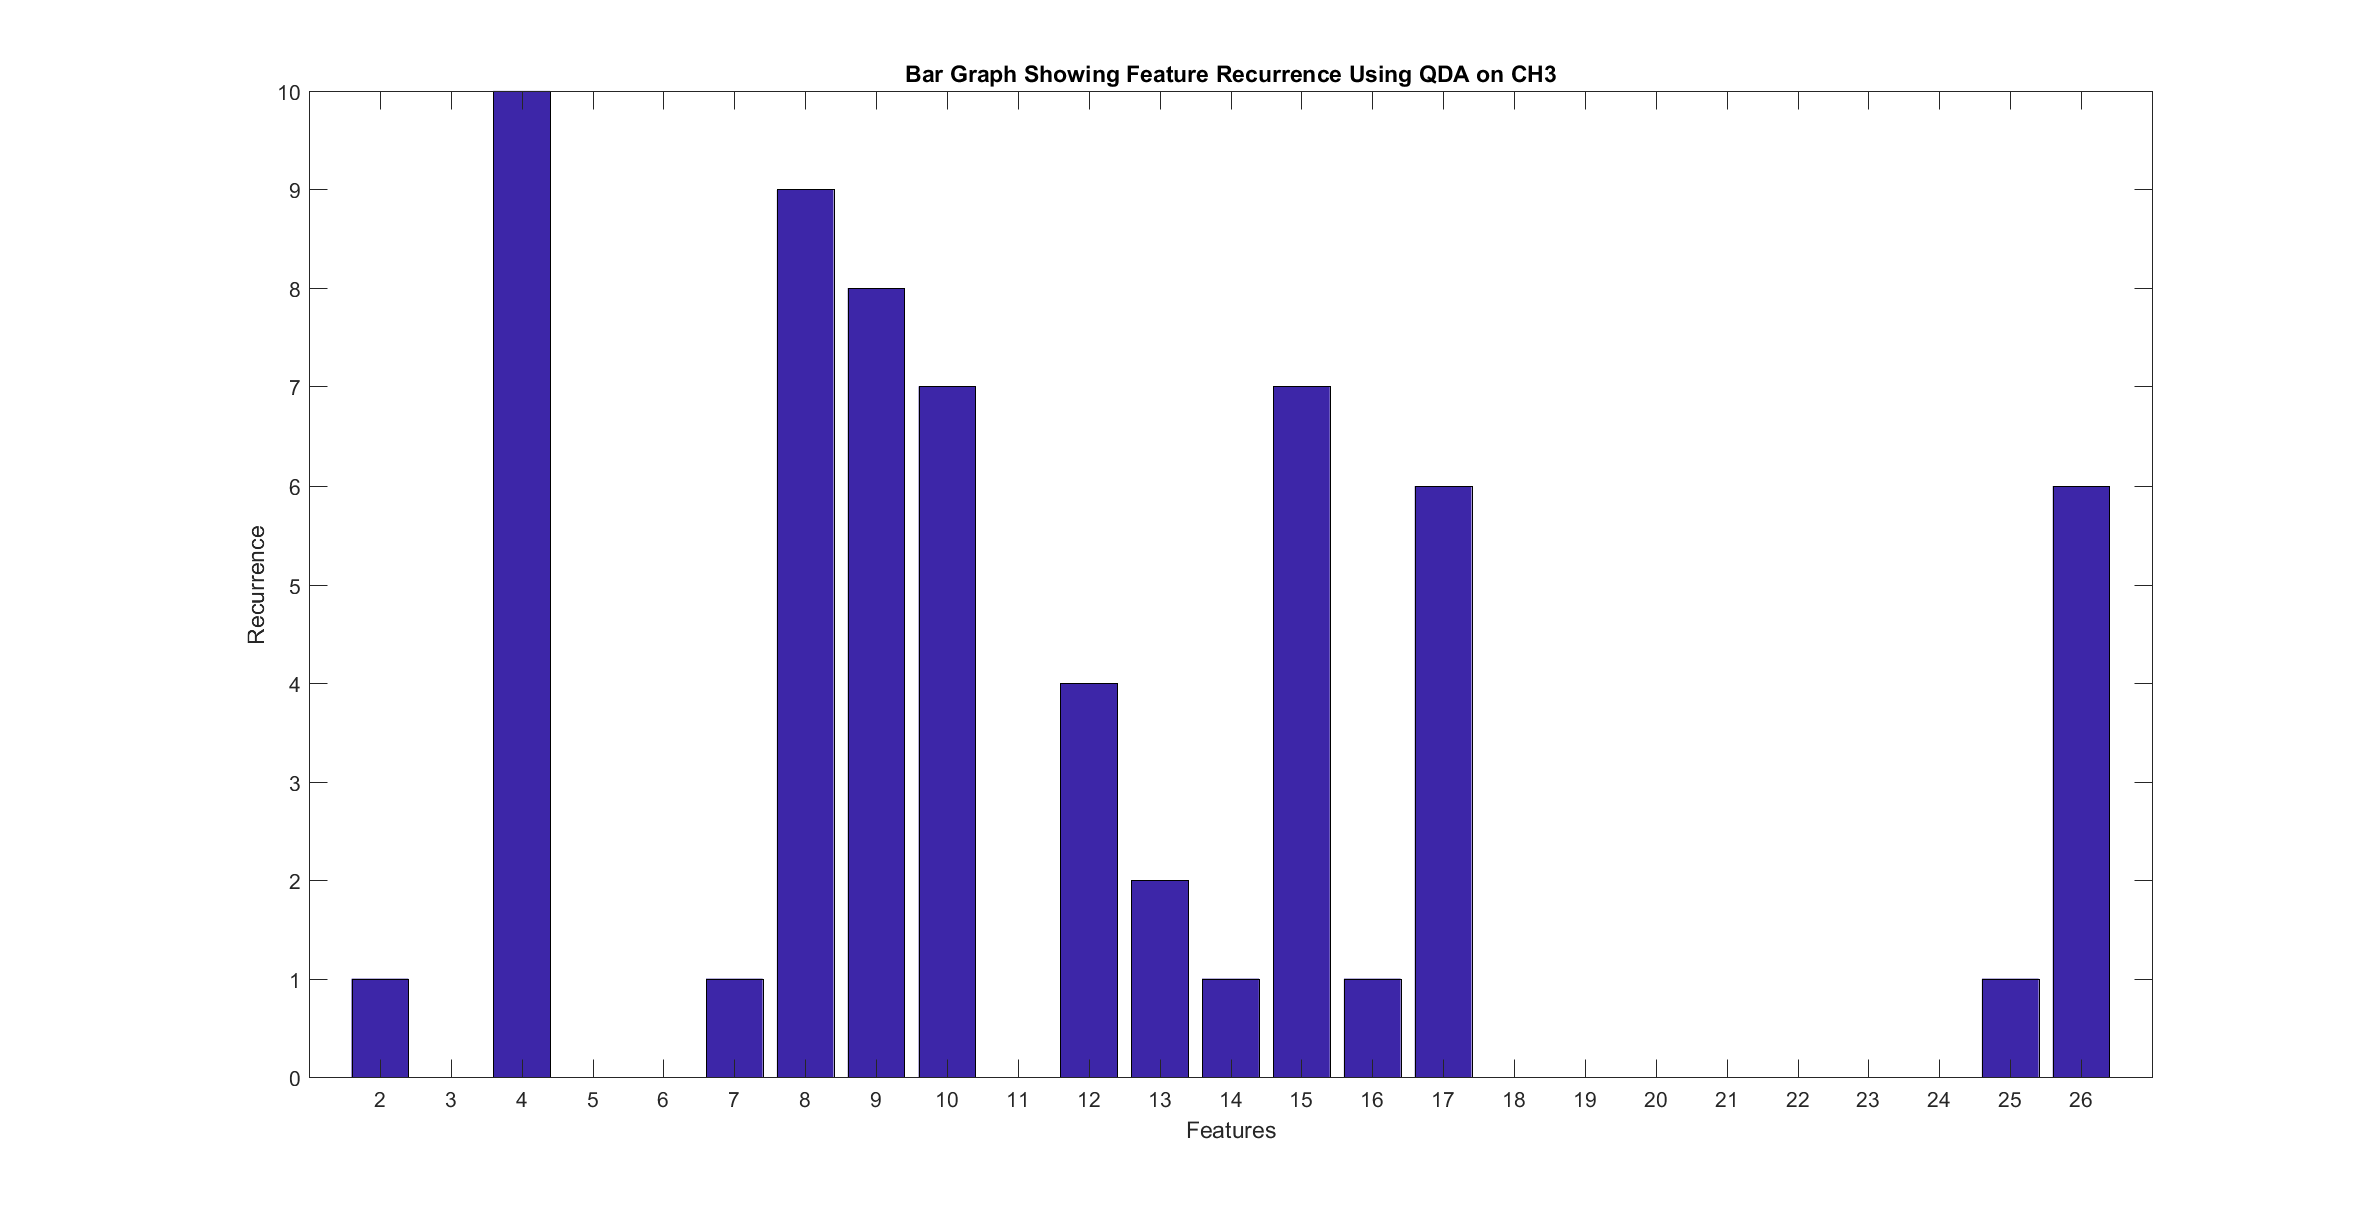 Bar Graph Showing Feature Recurrence Using QDA on CH3
10
9
8
7
6
5
4
3
2
1
0
Recurrence
2 3 4 5 6 7 8 9 10 11 12 13 14 15 16 17 18 19 20 21 22 23 24 25 26
Features